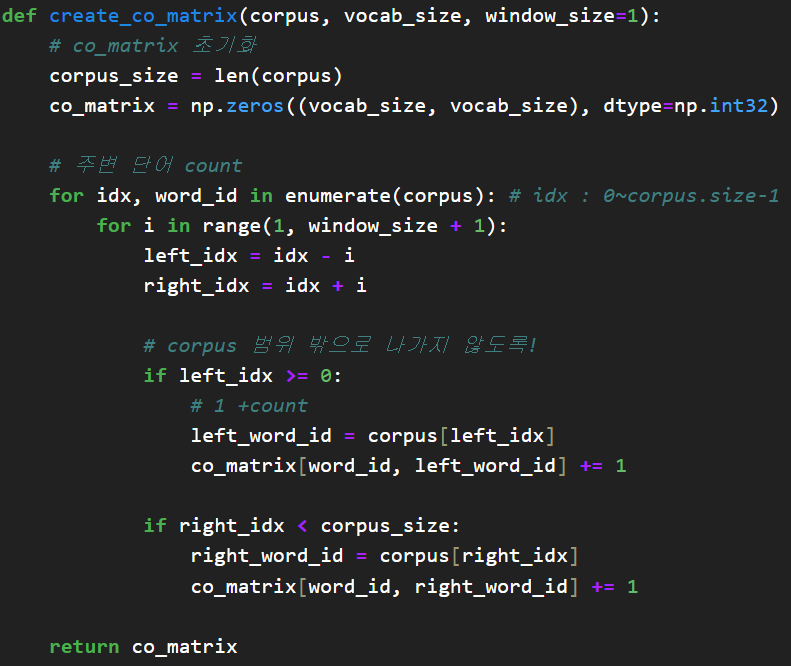 def create_co_matrix(corpus, vocab_size, window_size=1):
    # co_matrix 초기화
    corpus_size = len(corpus)
    co_matrix = np.zeros((vocab_size, vocab_size), dtype=np.int32)

    # 주변 단어 count
    for idx, word_id in enumerate(corpus): # idx : 0~corpus.size-1
        for i in range(1, window_size + 1):
            left_idx = idx - i
            right_idx = idx + i

            # corpus 범위 밖으로 나가지 않도록!
            if left_idx >= 0:
                # 1 +count
                left_word_id = corpus[left_idx]
                co_matrix[word_id, left_word_id] += 1

            if right_idx < corpus_size:
                right_word_id = corpus[right_idx]
                co_matrix[word_id, right_word_id] += 1

    return co_matrix